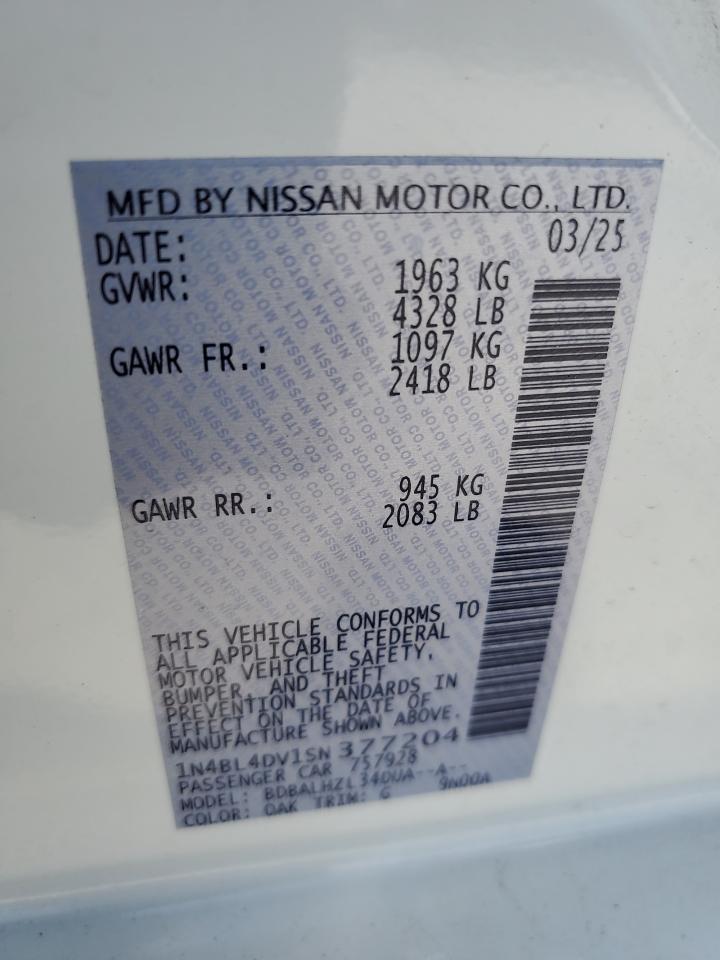 MFD BY NISSAN MOTOR CO., LTD.
DATE: 03/25
GVWR: 1963 KG
4328 LB
GAWR FR.: 1097 KG
2418 LB
GAWR RR.: 945 KG
2083 LB
THIS VEHICLE CONFORMS TO
ALL APPLICABLE FEDERAL
MOTOR VEHICLE SAFETY,
BUMPER, AND THEFT
PREVENTION STANDARDS IN
EFFECT ON THE DATE OF
MANUFACTURE SHOWN ABOVE.
1N4BL4DV1SN377204
PASSENGER CAR 757928
MODEL: BDBALHZL34DUA--A--
COLOR: QAK TRIM: G